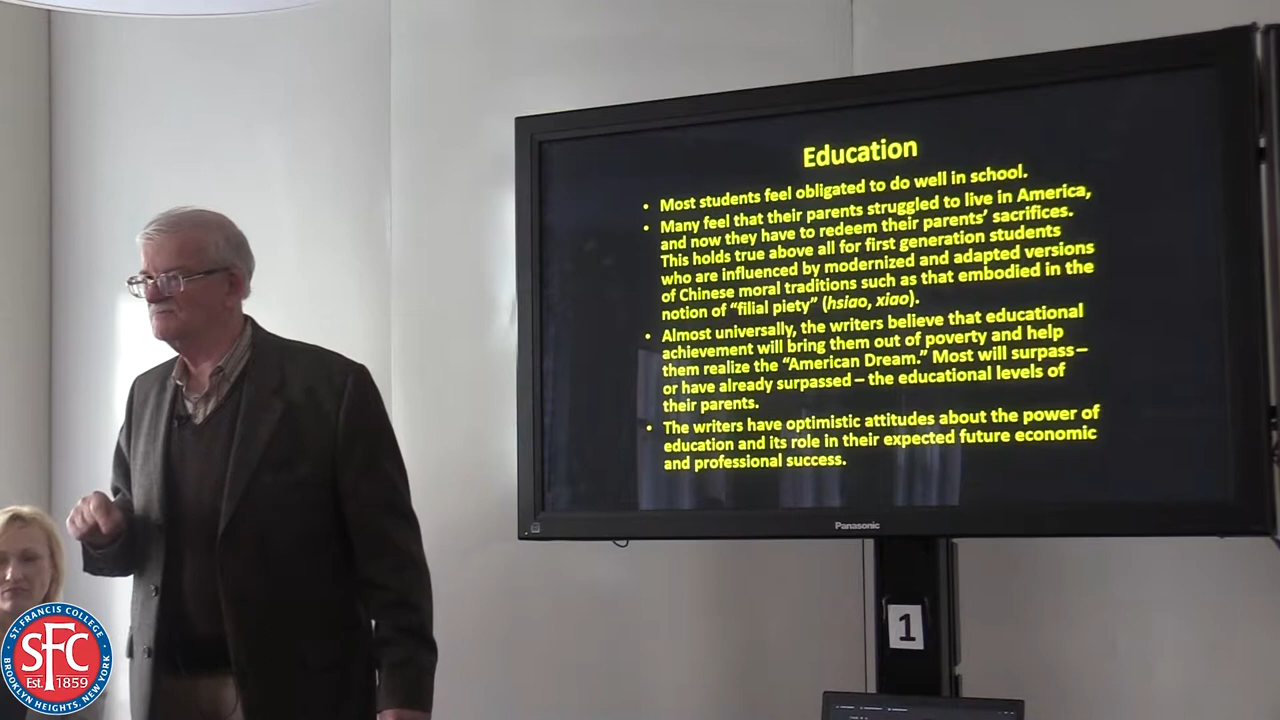 Education
• Most students feel obligated to do well in school.
• Many feel that their parents struggled to live in America,
and now they have to redeem their parents' sacrifices.
This holds true above all for first generation students
who are influenced by modernized and adapted versions
of Chinese moral traditions such as that embodied in the
notion of "filial piety" (hsiao, xiao).
• Almost universally, the writers believe that educational
achievement will bring them out of poverty and help
them realize the "American Dream." Most will surpass –
or have already surpassed – the educational levels of
their parents.
• The writers have optimistic attitudes about the power of
education and its role in their expected future economic
and professional success.
Panasonic
1
ST. FRANCIS COLLEGE
SFC
Est. 1859
BROOKLYN HEIGHTS, NEW YORK